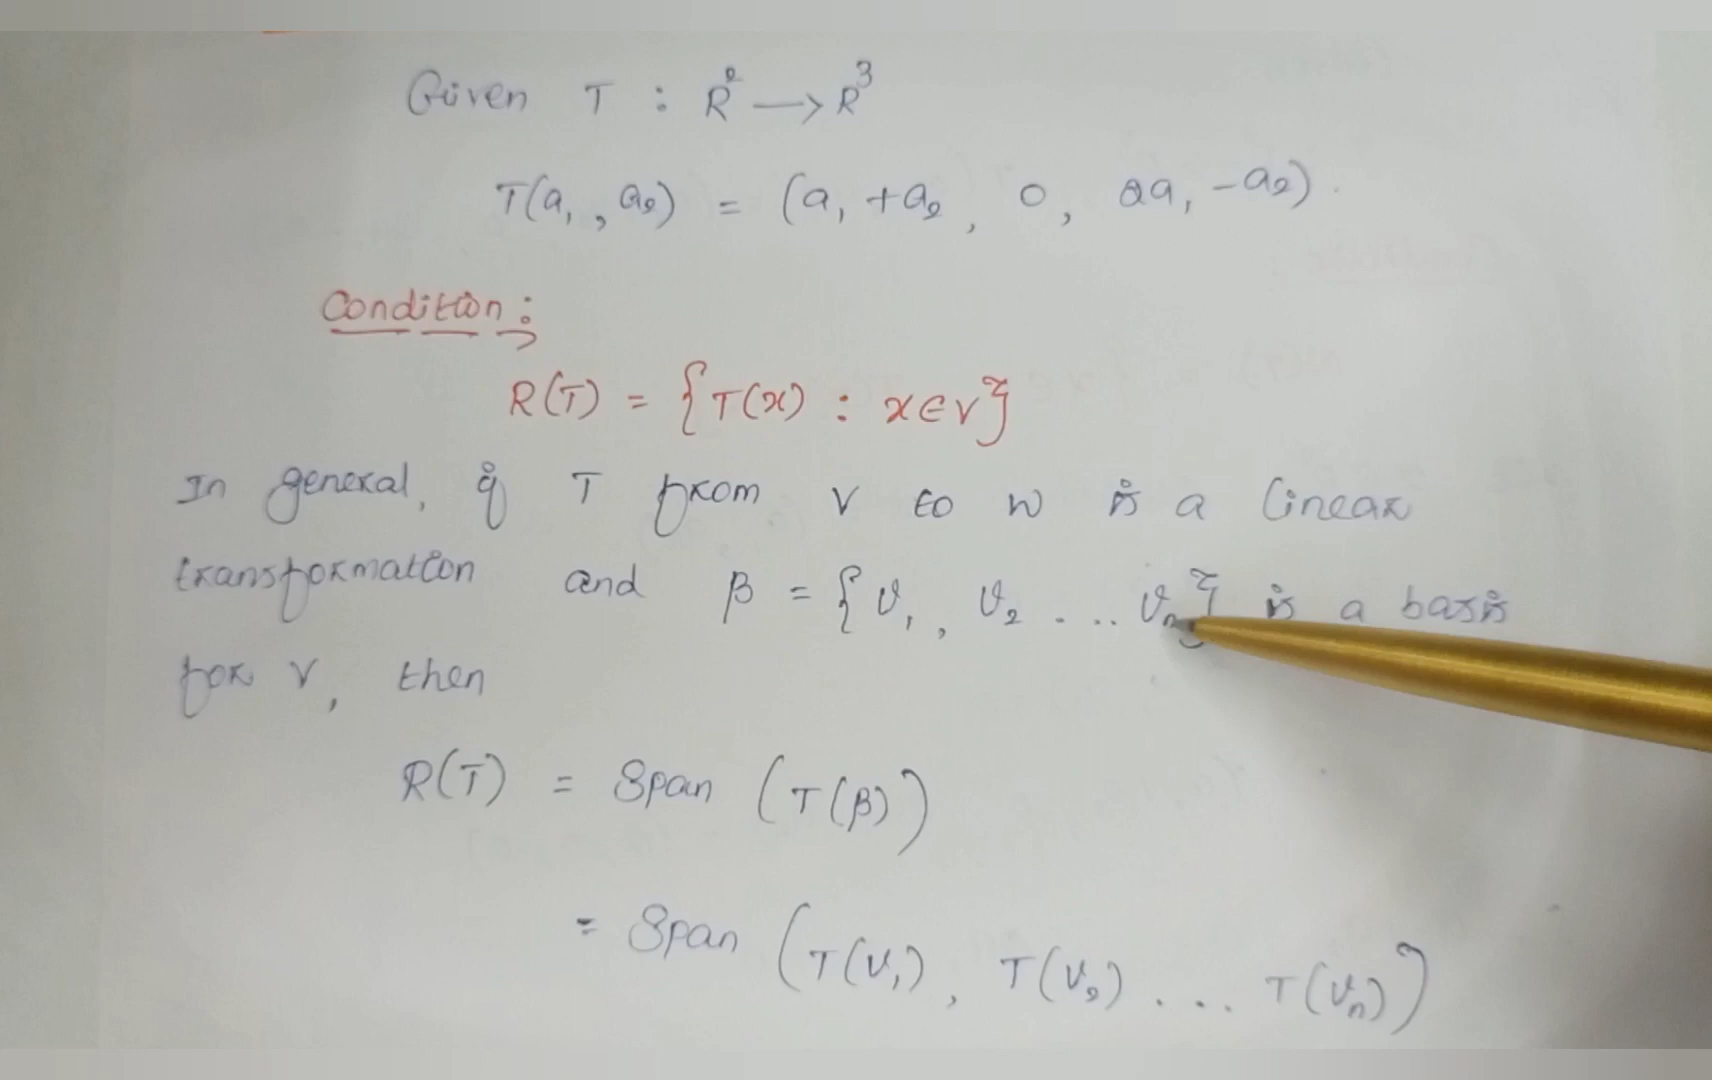 Given T : R² → R³
T(a₁, a₂) = (a₁ + a₂, 0, 2a₁ - a₂).
Condition:
R(T) = {T(x) : x ∈ V}
In general, if T from V to W is a linear
transformation and β = {v₁, v₂ ... vₙ} is a basis
for V, then
R(T) = Span (T(β))
= Span (T(v₁), T(v₂) ... T(vₙ))